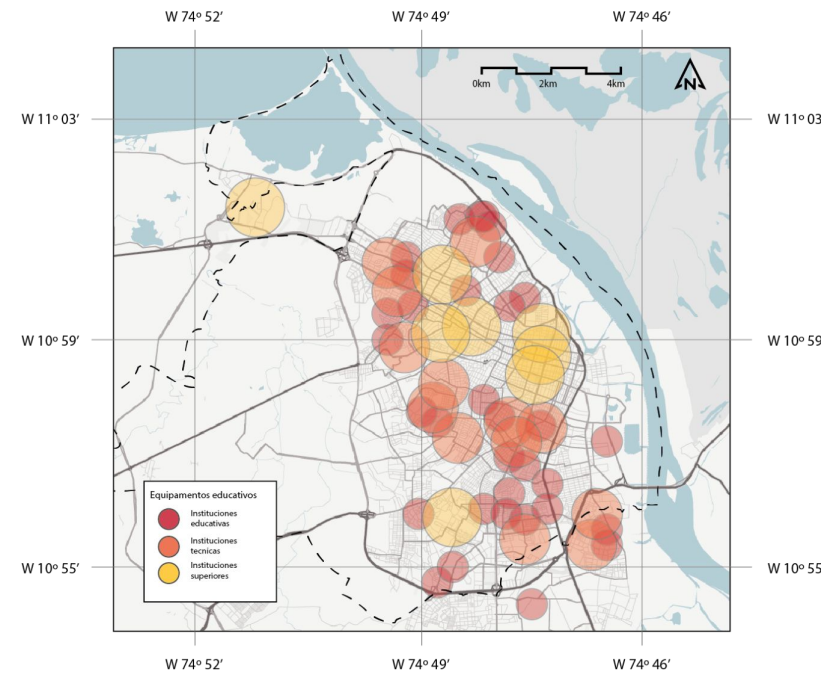 W 74º 52′ W 74º 49′ W 74º 46′
0km 2km 4km
N
W 11º 03′ W 11º 03
W 10º 59′ W 10º 59
Equipamentos educativos
Instituciones
educativas
Instituciones
tecnicas
Instituciones
superiores
W 10º 55′ W 10º 55
W 74º 52′ W 74º 49′ W 74º 46′